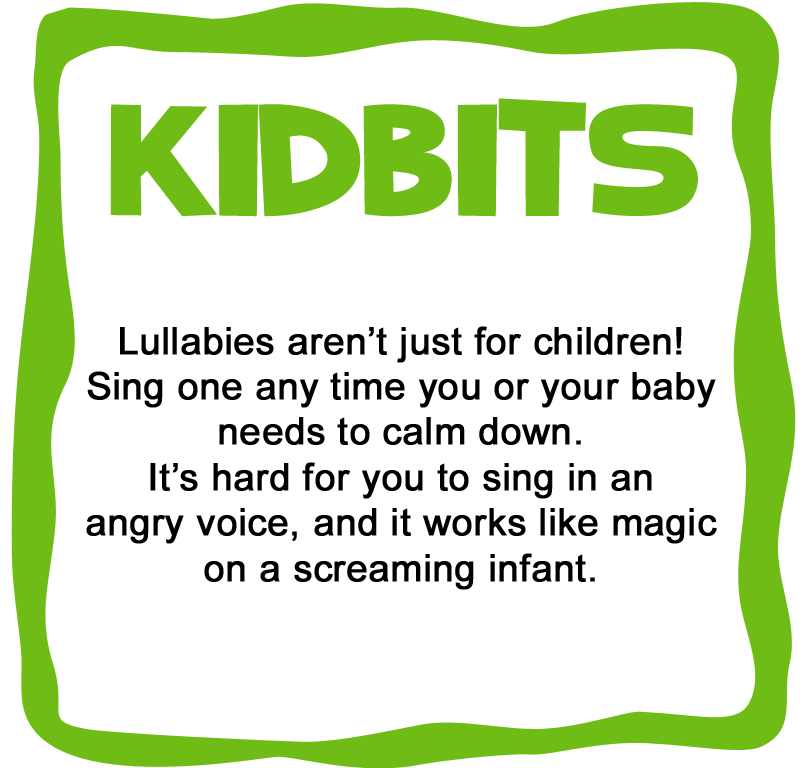 KIDBITS
Lullabies aren’t just for children!
Sing one any time you or your baby
needs to calm down.
It’s hard for you to sing in an
angry voice, and it works like magic
on a screaming infant.